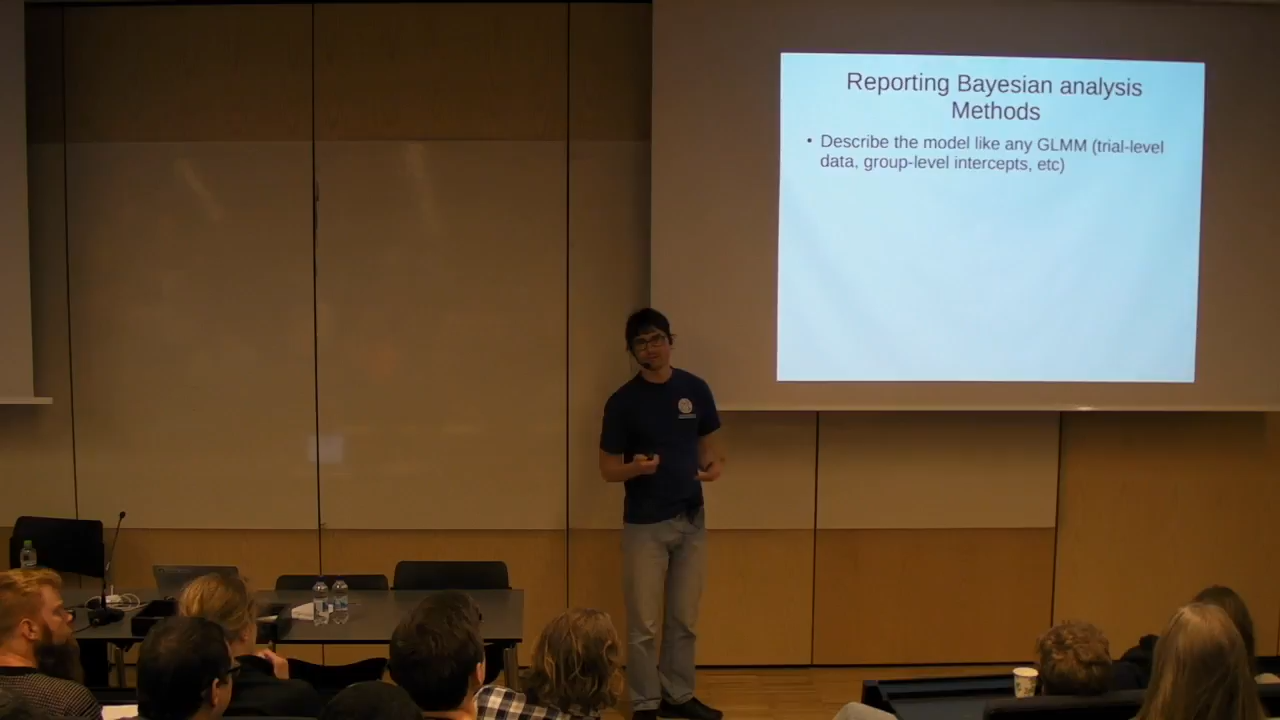 Reporting Bayesian analysis
Methods
• Describe the model like any GLMM (trial-level
data, group-level intercepts, etc)